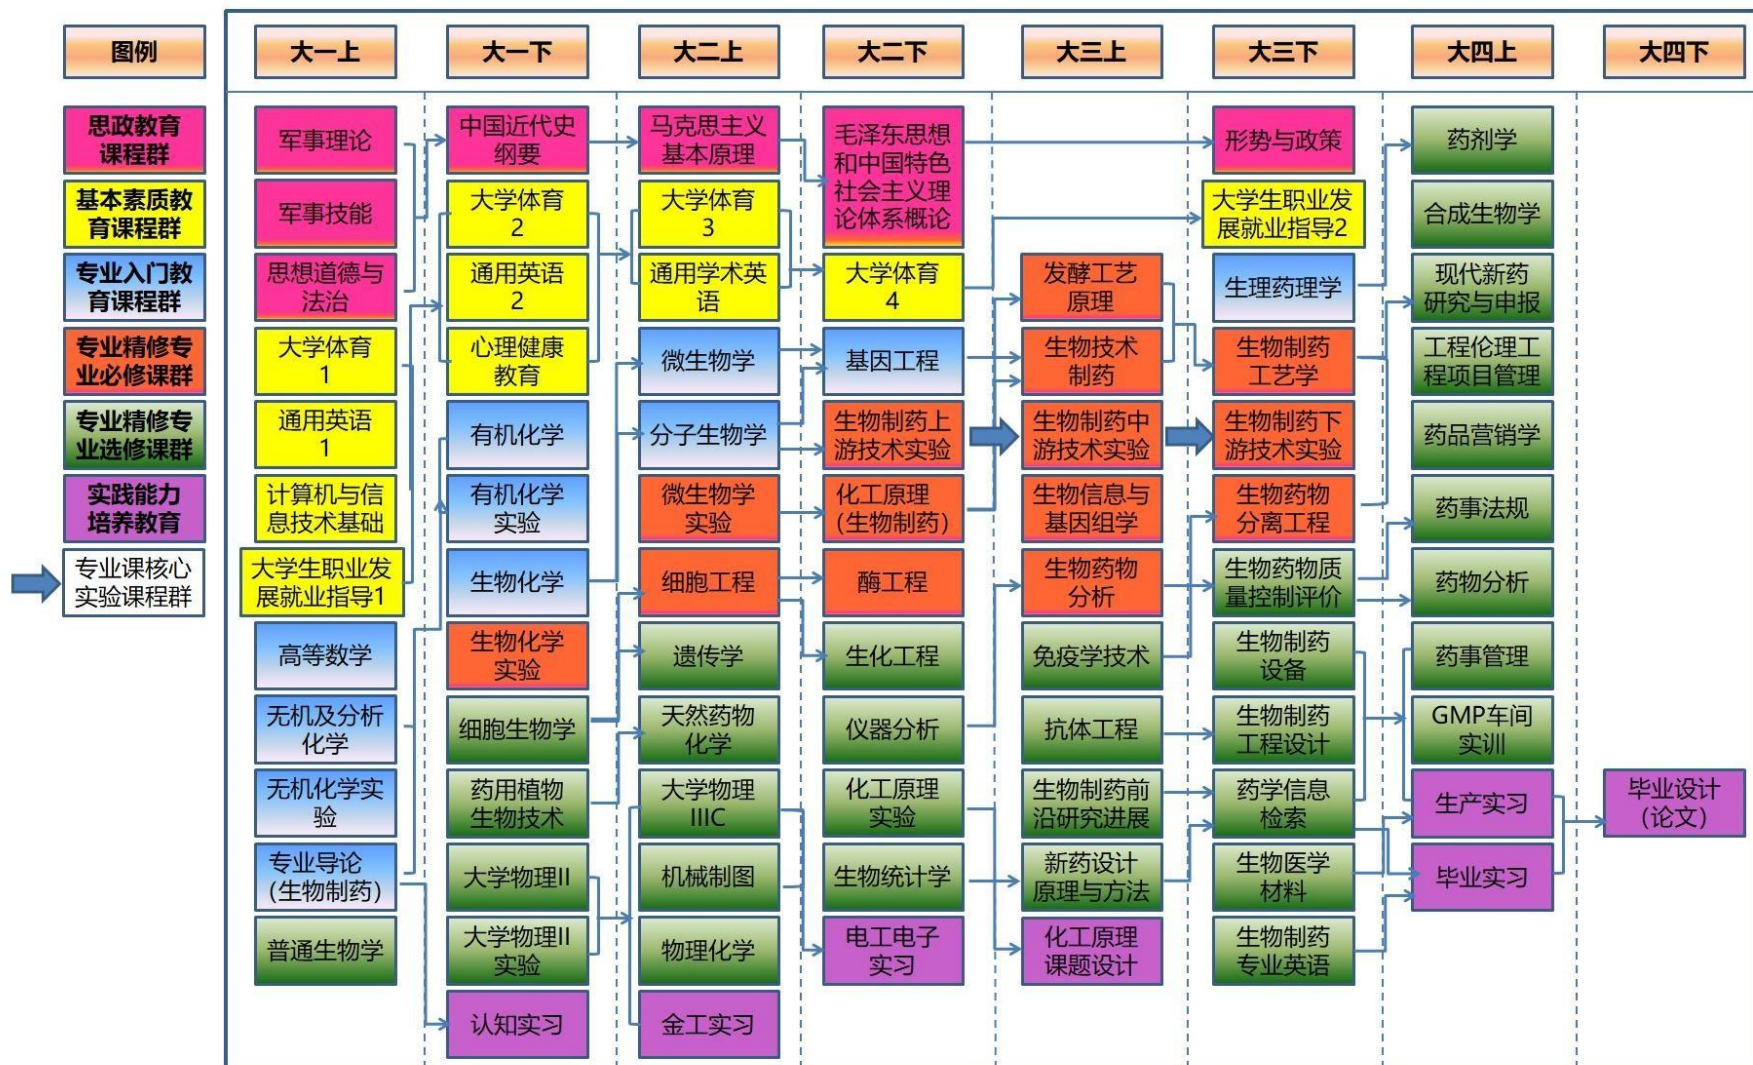 图例
大一上
大一下
大二上
大二下
大三上
大三下
大四上
大四下
思政教育
课程群
基本素质教
育课程群
专业入门教
育课程群
专业精修专
业必修课群
专业精修专
业选修课群
实践能力
培养教育
专业课核心
实验课程群
军事理论
军事技能
思想道德与
法治
大学体育
1
通用英语
1
计算机与信
息技术基础
大学生职业发
展就业指导1
高等数学
无机及分析
化学
无机化学实
验
专业导论
（生物制药）
普通生物学
中国近代史
纲要
大学体育
2
通用英语
2
心理健康
教育
有机化学
有机化学
实验
生物化学
生物化学
实验
细胞生物学
药用植物
生物技术
大学物理II
大学物理II
实验
认知实习
马克思主义
基本原理
大学体育
3
通用学术英
语
微生物学
分子生物学
微生物学
实验
细胞工程
遗传学
天然药物
化学
大学物理
IIIC
机械制图
物理化学
金工实习
毛泽东思想
和中国特色
社会主义理
论体系概论
大学体育
4
基因工程
生物制药上
游技术实验
化工原理
（生物制药）
酶工程
生化工程
仪器分析
化工原理
实验
生物统计学
电工电子
实习
发酵工艺
原理
生物技术
制药
生物制药中
游技术实验
生物信息与
基因组学
生物药物
分析
免疫学技术
抗体工程
生物制药前
沿研究进展
新药设计
原理与方法
化工原理
课题设计
形势与政策
大学生职业发
展就业指导2
生理药理学
生物制药
工艺学
生物制药下
游技术实验
生物药物
分离工程
生物药物质
量控制评价
生物制药
设备
生物制药
工程设计
药学信息
检索
生物医学
材料
生物制药
专业英语
药剂学
合成生物学
现代新药
研究与申报
工程伦理工
程项目管理
药品营销学
药事法规
药物分析
药事管理
GMP车间
实训
生产实习
毕业实习
毕业设计
（论文）